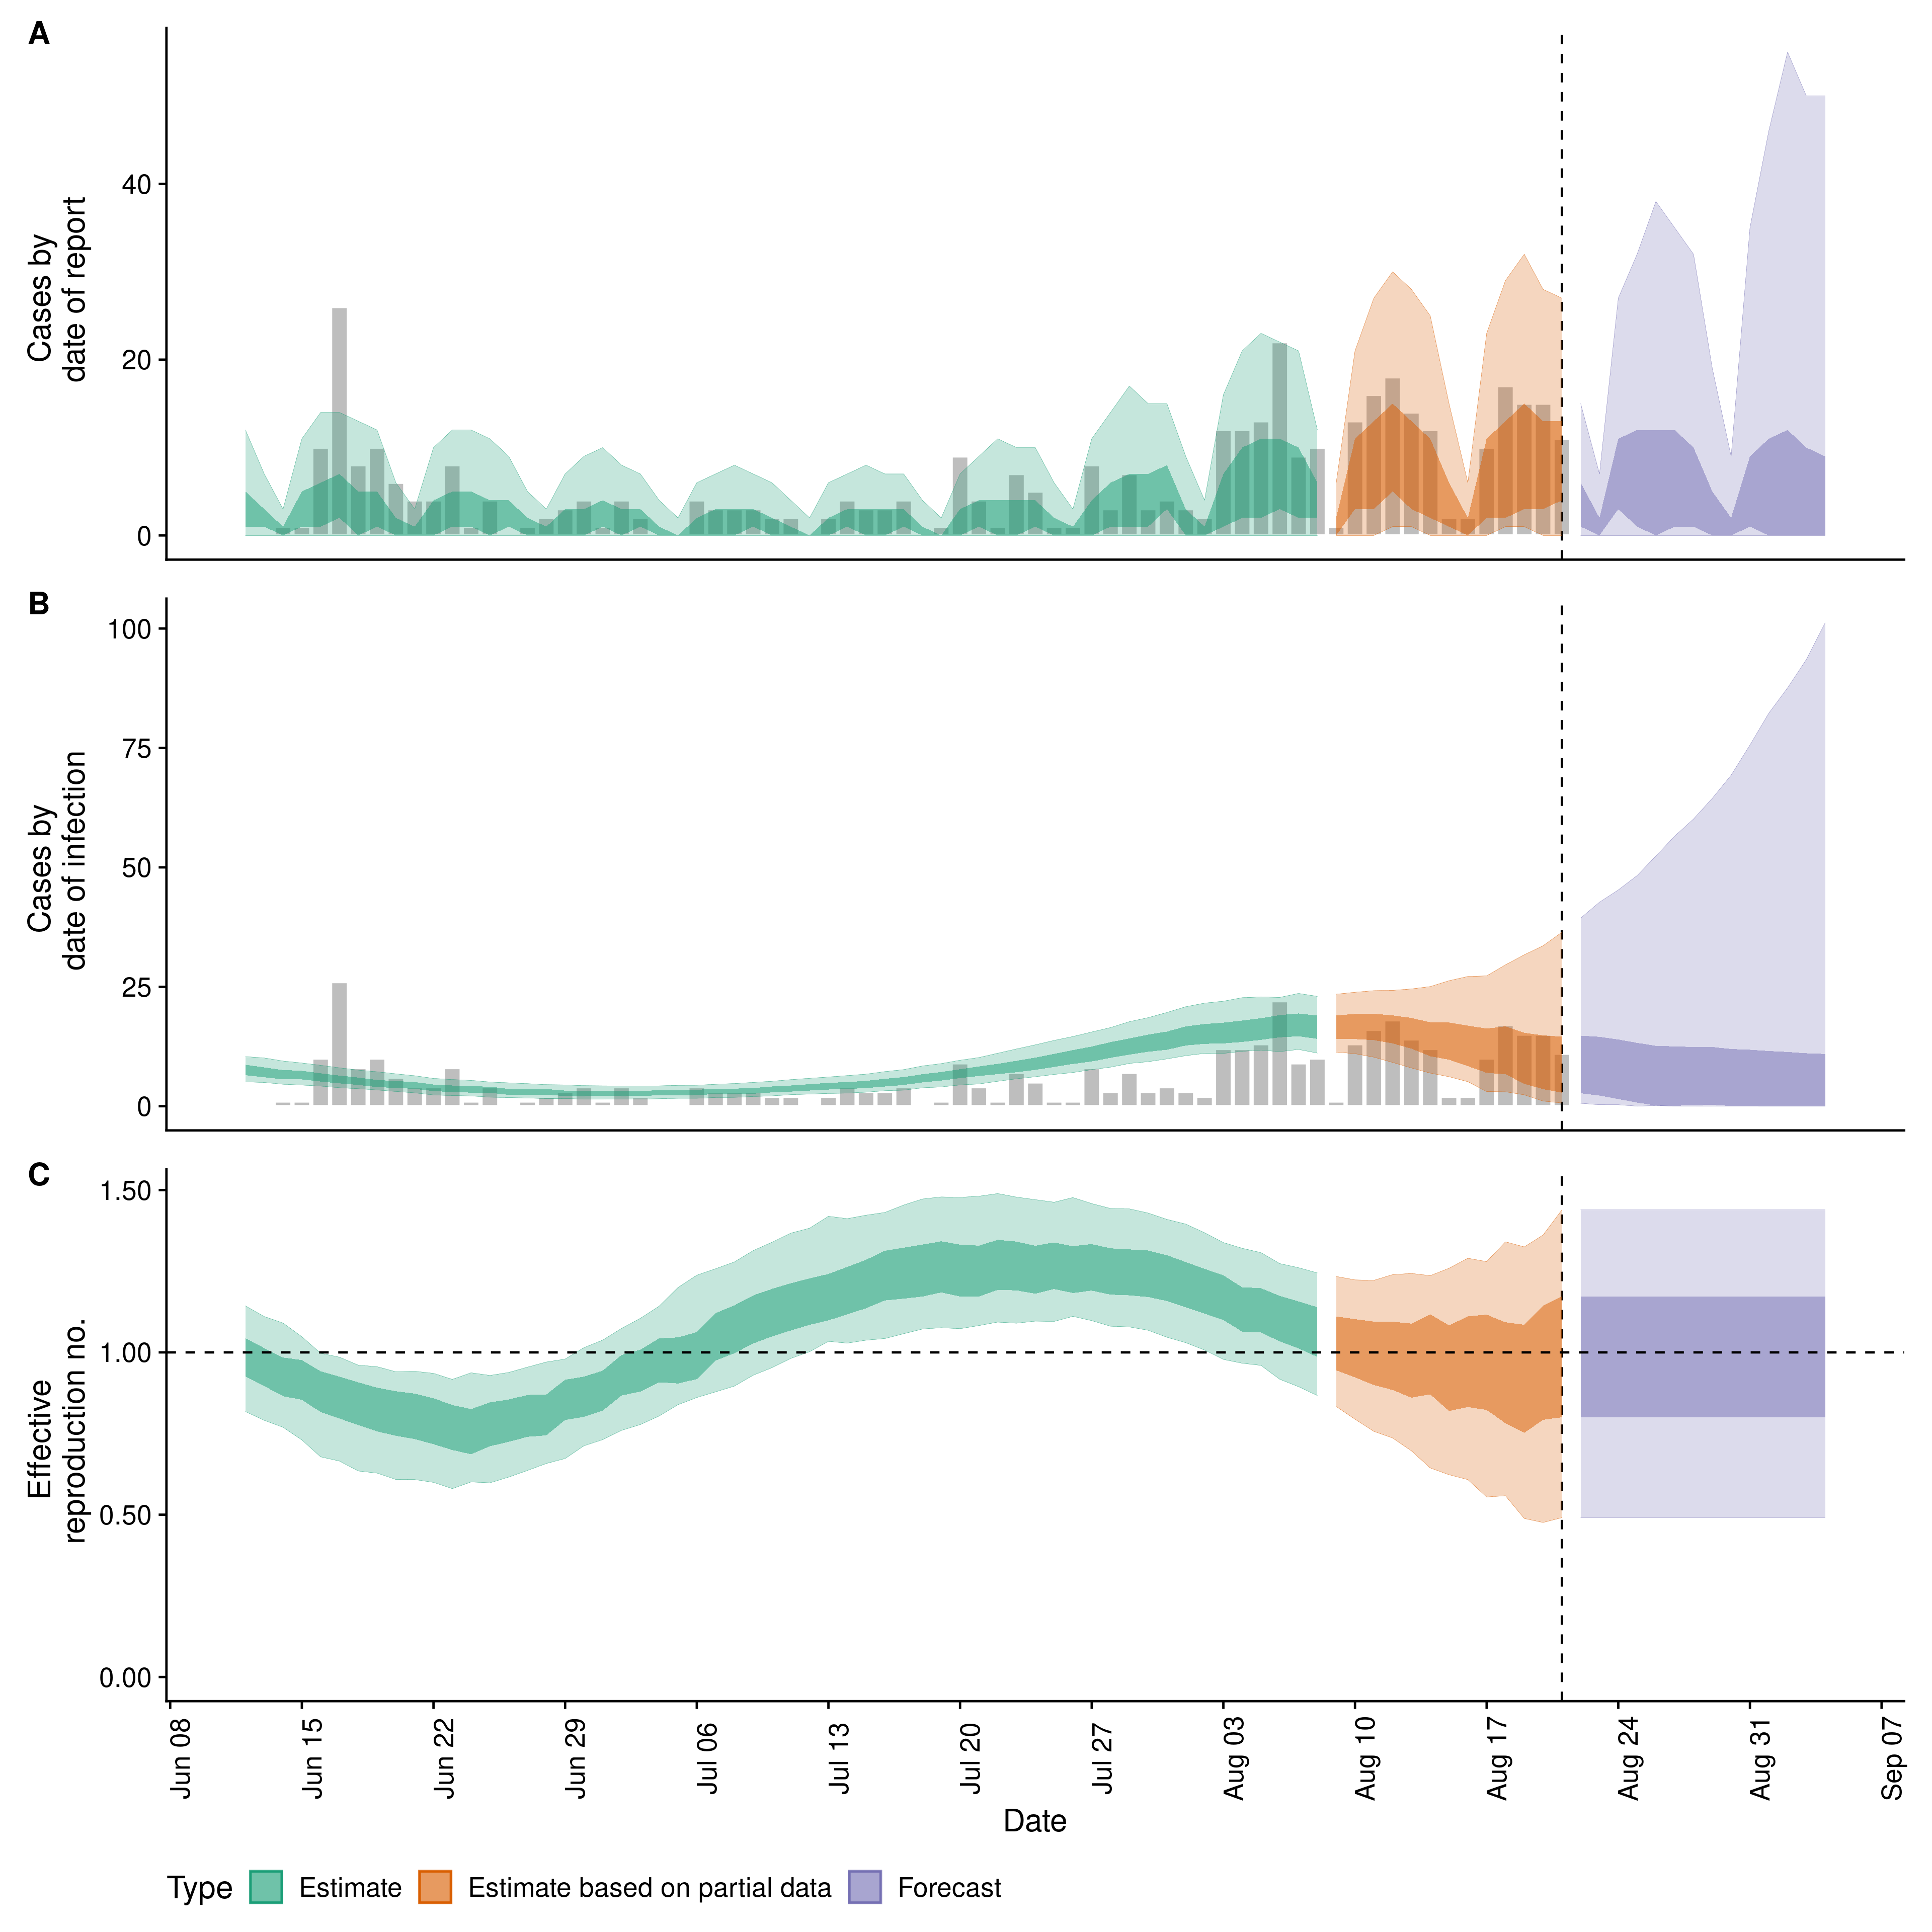 A
Cases by
date of report
40
20
0
B
Cases by
date of infection
100
75
50
25
0
C
Effective
reproduction no.
1.50
1.00
0.50
0.00
Jun 08
Jun 15
Jun 22
Jun 29
Jul 06
Jul 13
Jul 20
Jul 27
Aug 03
Aug 10
Aug 17
Aug 24
Aug 31
Sep 07
Date
Type Estimate Estimate based on partial data Forecast